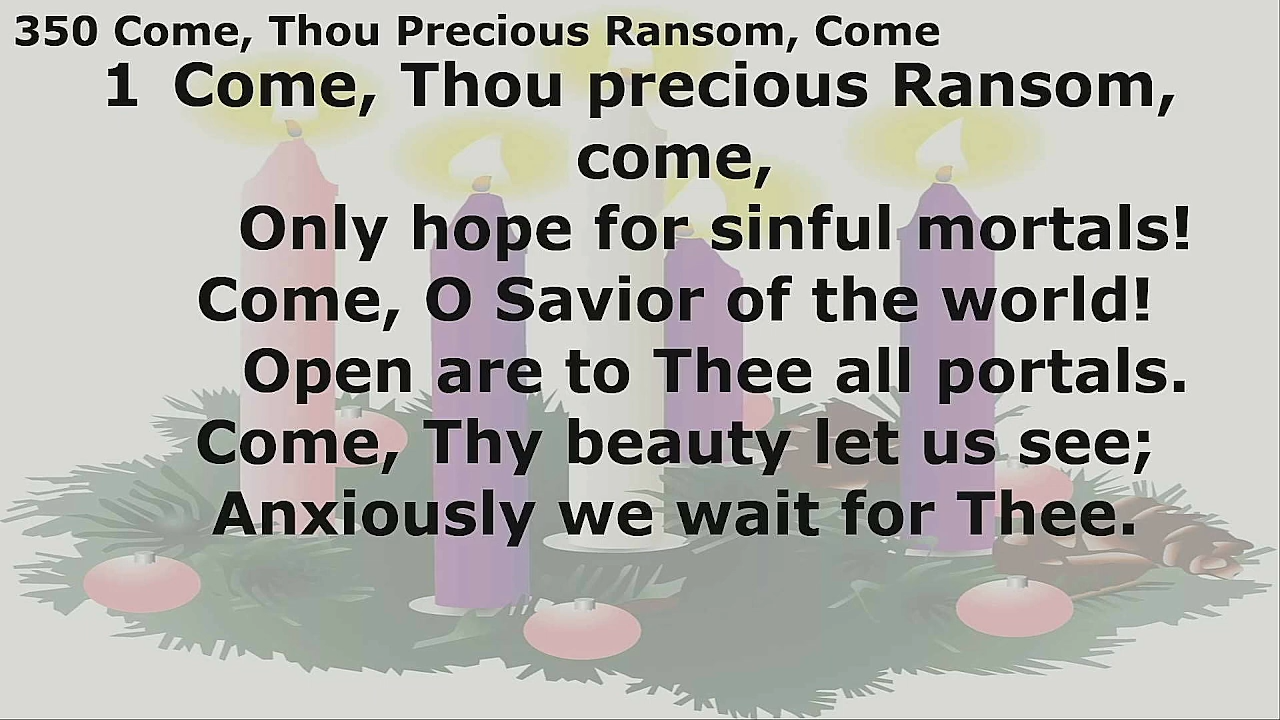 350 Come, Thou Precious Ransom, Come
1 Come, Thou precious Ransom,
come,
Only hope for sinful mortals!
Come, O Savior of the world!
Open are to Thee all portals.
Come, Thy beauty let us see;
Anxiously we wait for Thee.